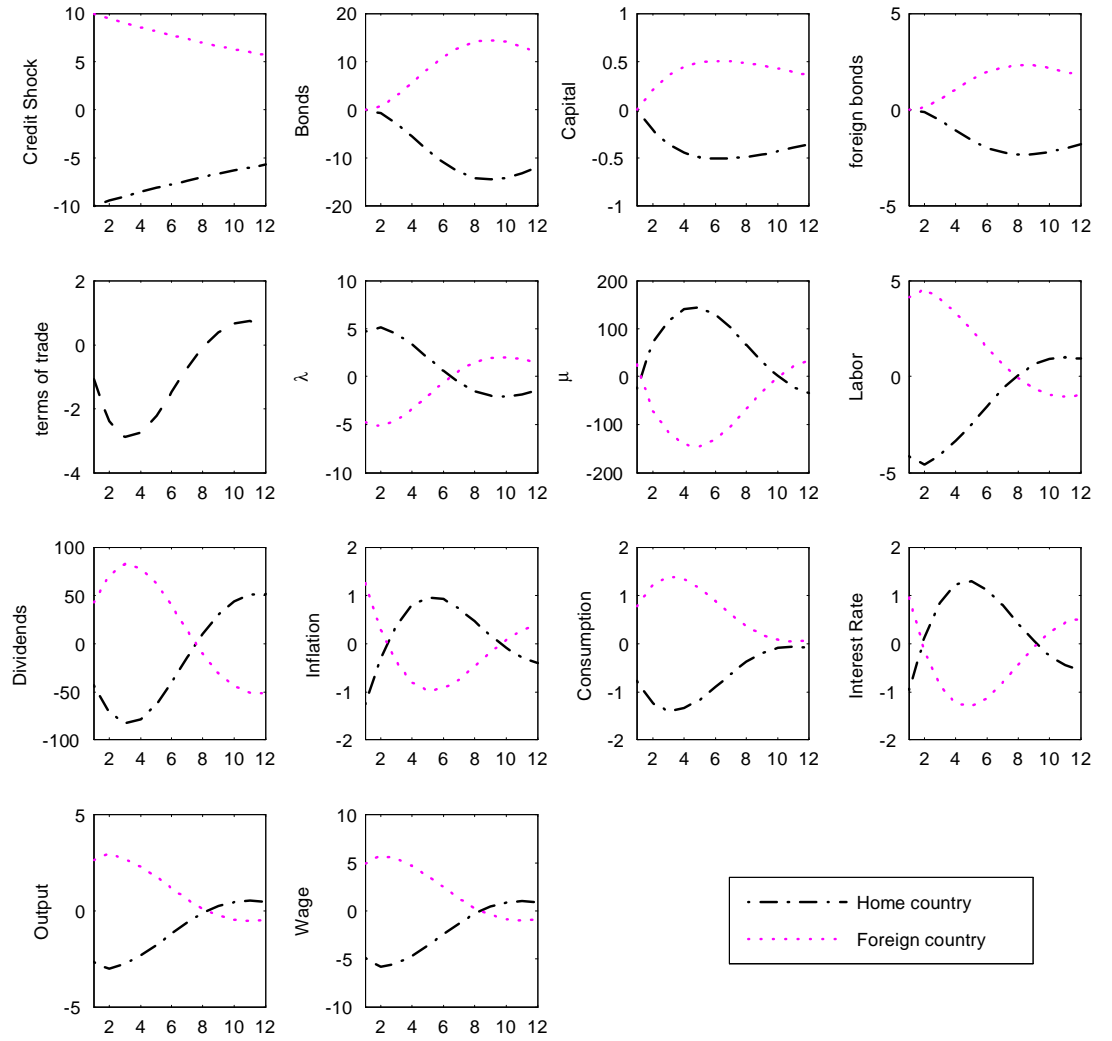 Credit Shock
10
5
0
-5
-10
2 4 6 8 10 12
Bonds
20
10
0
-10
-20
2 4 6 8 10 12
Capital
1
0.5
0
-0.5
-1
2 4 6 8 10 12
foreign bonds
5
0
-5
2 4 6 8 10 12
terms of trade
2
0
-2
-4
2 4 6 8 10 12
λ
10
5
0
-5
-10
2 4 6 8 10 12
μ
200
100
0
-100
-200
2 4 6 8 10 12
Labor
5
0
-5
2 4 6 8 10 12
Dividends
100
50
0
-50
-100
2 4 6 8 10 12
Inflation
2
1
0
-1
-2
2 4 6 8 10 12
Consumption
2
1
0
-1
-2
2 4 6 8 10 12
Interest Rate
2
1
0
-1
-2
2 4 6 8 10 12
Output
5
0
-5
2 4 6 8 10 12
Wage
10
5
0
-5
-10
2 4 6 8 10 12
Home country
Foreign country